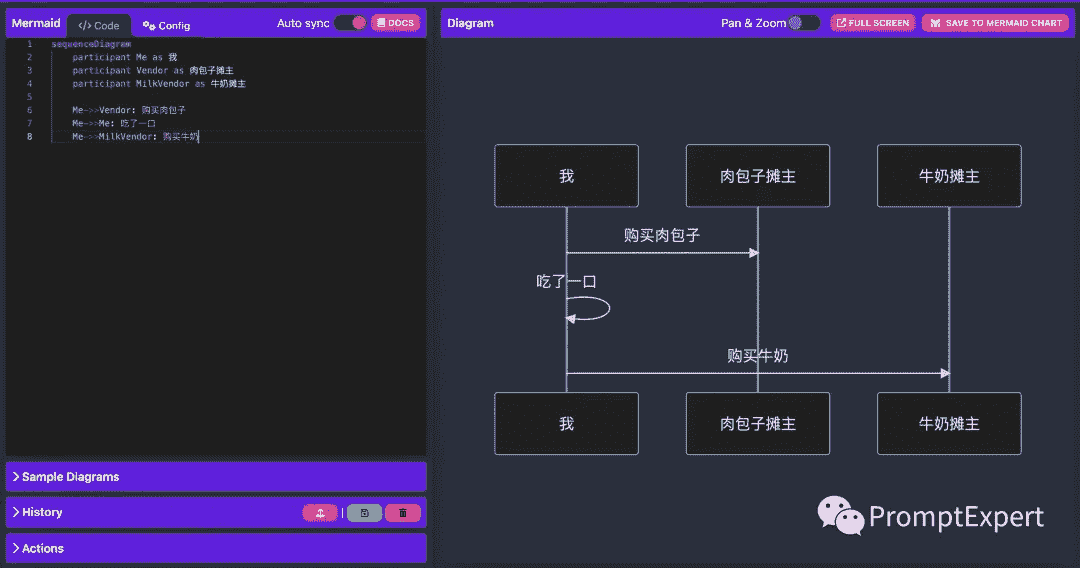 Mermaid
Code
Config
Auto sync
DOCS
1 sequenceDiagram
2 participant Me as 我
3 participant Vendor as 肉包子摊主
4 participant MilkVendor as 牛奶摊主
5
6 Me->>Vendor: 购买肉包子
7 Me->>Me: 吃了一口
8 Me->>MilkVendor: 购买牛奶
Sample Diagrams
History
Actions
Diagram
Pan & Zoom
FULL SCREEN
SAVE TO MERMAID CHART
我
肉包子摊主
牛奶摊主
购买肉包子
吃了一口
购买牛奶
我
肉包子摊主
牛奶摊主
PromptExpert